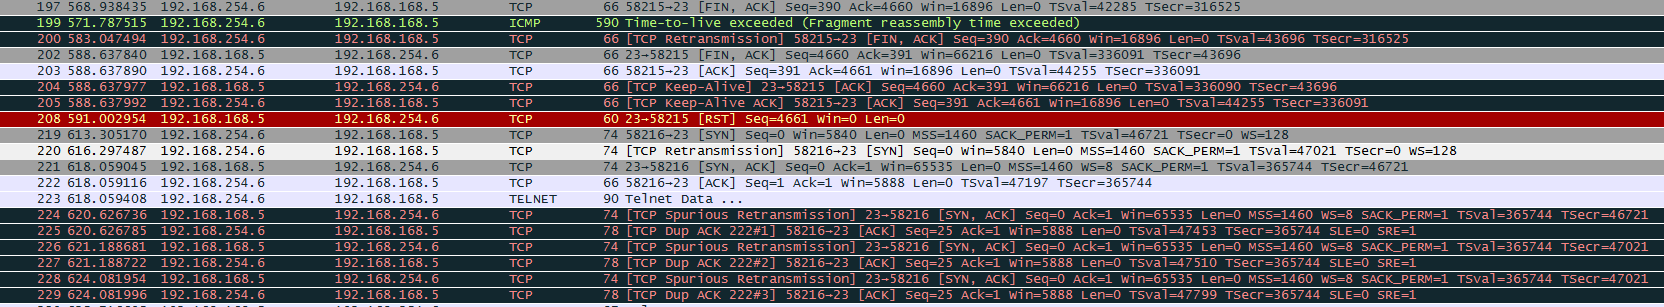 197 568.938435 192.168.254.6 192.168.168.5 TCP 66 58215→23 [FIN, ACK] Seq=390 Ack=4660 Win=16896 Len=0 TSval=42285 TSecr=316525
199 571.787515 192.168.254.6 192.168.168.5 ICMP 590 Time-to-live exceeded (Fragment reassembly time exceeded)
200 583.047494 192.168.254.6 192.168.168.5 TCP 66 [TCP Retransmission] 58215→23 [FIN, ACK] Seq=390 Ack=4660 Win=16896 Len=0 TSval=43696 TSecr=316525
202 588.637840 192.168.168.5 192.168.254.6 TCP 66 23→58215 [FIN, ACK] Seq=4660 Ack=391 Win=66216 Len=0 TSval=336091 TSecr=43696
203 588.637890 192.168.254.6 192.168.168.5 TCP 66 58215→23 [ACK] Seq=391 Ack=4661 Win=16896 Len=0 TSval=44255 TSecr=336091
204 588.637977 192.168.168.5 192.168.254.6 TCP 66 [TCP Keep-Alive] 23→58215 [ACK] Seq=4660 Ack=391 Win=66216 Len=0 TSval=336090 TSecr=43696
205 588.637992 192.168.254.6 192.168.168.5 TCP 66 [TCP Keep-Alive ACK] 58215→23 [ACK] Seq=391 Ack=4661 Win=16896 Len=0 TSval=44255 TSecr=336091
208 591.002954 192.168.168.5 192.168.254.6 TCP 60 23→58215 [RST] Seq=4661 Win=0 Len=0
219 613.305170 192.168.254.6 192.168.168.5 TCP 74 58216→23 [SYN] Seq=0 Win=5840 Len=0 MSS=1460 SACK_PERM=1 TSval=46721 TSecr=0 WS=128
220 616.297487 192.168.254.6 192.168.168.5 TCP 74 [TCP Retransmission] 58216→23 [SYN] Seq=0 Win=5840 Len=0 MSS=1460 SACK_PERM=1 TSval=47021 TSecr=0 WS=128
221 618.059045 192.168.168.5 192.168.254.6 TCP 74 23→58216 [SYN, ACK] Seq=0 Ack=1 Win=65535 Len=0 MSS=1460 WS=8 SACK_PERM=1 TSval=365744 TSecr=46721
222 618.059116 192.168.254.6 192.168.168.5 TCP 66 58216→23 [ACK] Seq=1 Ack=1 Win=5888 Len=0 TSval=47197 TSecr=365744
223 618.059408 192.168.254.6 192.168.168.5 TELNET 90 Telnet Data ...
224 620.626736 192.168.168.5 192.168.254.6 TCP 74 [TCP Spurious Retransmission] 23→58216 [SYN, ACK] Seq=0 Ack=1 Win=65535 Len=0 MSS=1460 WS=8 SACK_PERM=1 TSval=365744 TSecr=46721
225 620.626785 192.168.254.6 192.168.168.5 TCP 78 [TCP Dup ACK 222#1] 58216→23 [ACK] Seq=25 Ack=1 Win=5888 Len=0 TSval=47453 TSecr=365744 SLE=0 SRE=1
226 621.188681 192.168.168.5 192.168.254.6 TCP 74 [TCP Spurious Retransmission] 23→58216 [SYN, ACK] Seq=0 Ack=1 Win=65535 Len=0 MSS=1460 WS=8 SACK_PERM=1 TSval=365744 TSecr=47021
227 621.188722 192.168.254.6 192.168.168.5 TCP 78 [TCP Dup ACK 222#2] 58216→23 [ACK] Seq=25 Ack=1 Win=5888 Len=0 TSval=47510 TSecr=365744 SLE=0 SRE=1
228 624.081954 192.168.168.5 192.168.254.6 TCP 74 [TCP Spurious Retransmission] 23→58216 [SYN, ACK] Seq=0 Ack=1 Win=65535 Len=0 MSS=1460 WS=8 SACK_PERM=1 TSval=365744 TSecr=47021
229 624.081996 192.168.254.6 192.168.168.5 TCP 78 [TCP Dup ACK 222#3] 58216→23 [ACK] Seq=25 Ack=1 Win=5888 Len=0 TSval=47799 TSecr=365744 SLE=0 SRE=1